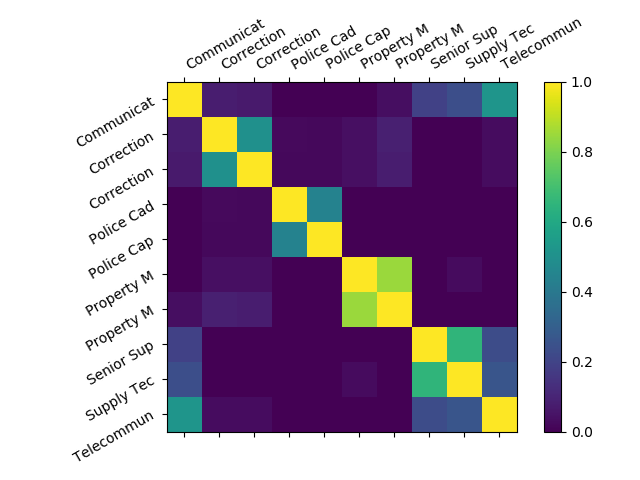 Communicat
Correction
Correction
Police Cad
Police Cap
Property M
Property M
Senior Sup
Supply Tec
Telecommun
Communicat
Correction
Correction
Police Cad
Police Cap
Property M
Property M
Senior Sup
Supply Tec
Telecommun
1.0
0.8
0.6
0.4
0.2
0.0